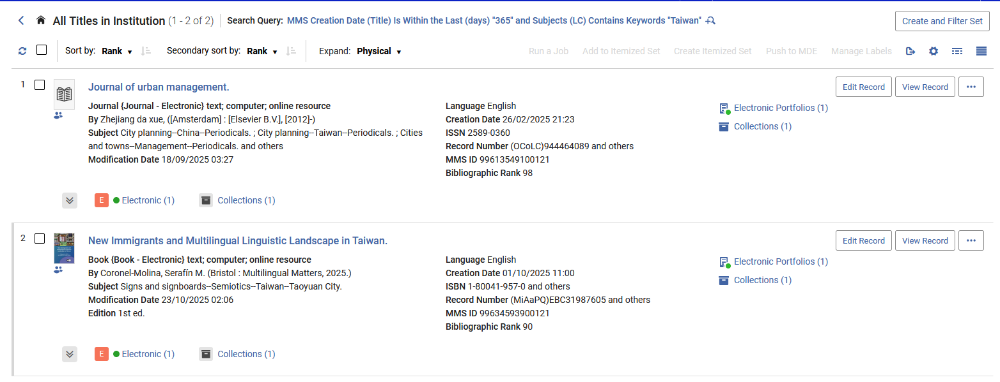 All Titles in Institution (1 - 2 of 2) Search Query: MMS Creation Date (Title) Is Within the Last (days) "365" and Subjects (LC) Contains Keywords "Taiwan" Create and Filter Set
Sort by: Rank Secondary sort by: Rank Expand: Physical Run a Job Add to Itemized Set Create Itemized Set Push to MDE Manage Labels
1 Journal of urban management. Edit Record View Record ...
Journal {Journal - Electronic} text; computer; online resource
By Zhejiang da xue, ([Amsterdam] : [Elsevier B.V.], [2012]-)
Subject City planning--China--Periodicals. ; City planning--Taiwan--Periodicals. ; Cities
and towns--Management--Periodicals. and others
Modification Date 18/09/2025 03:27
Language English
Creation Date 26/02/2025 21:23
ISSN 2589-0360
Record Number (OCoLC)944464089 and others
MMS ID 99613549100121
Bibliographic Rank 98
Electronic Portfolios (1)
Collections (1)
E Electronic (1) Collections (1)
2 New Immigrants and Multilingual Linguistic Landscape in Taiwan. Edit Record View Record ...
Book {Book - Electronic} text; computer; online resource
By Coronel-Molina, Serafín M. (Bristol : Multilingual Matters, 2025.)
Subject Signs and signboards--Semiotics--Taiwan--Taoyuan City.
Modification Date 23/10/2025 02:06
Edition 1st ed.
Language English
Creation Date 01/10/2025 11:00
ISBN 1-80041-957-0 and others
Record Number (MiAaPQ)EBC31987605 and others
MMS ID 99634593900121
Bibliographic Rank 90
Electronic Portfolios (1)
Collections (1)
E Electronic (1) Collections (1)